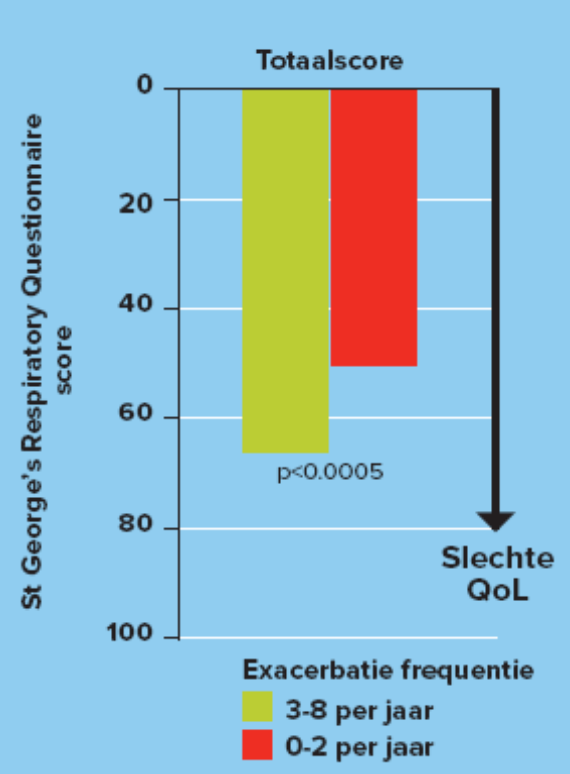 Totaalscore
0
20
40
60
80
100
St George's Respiratory Questionnaire
score
p<0.0005
Slechte
QoL
Exacerbatie frequentie
3-8 per jaar
0-2 per jaar